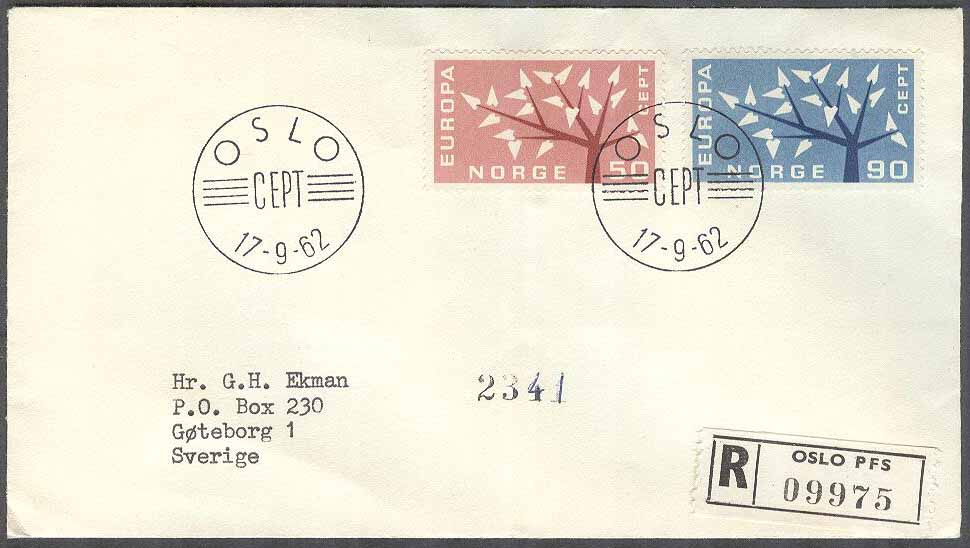 OSLO
CEPT
17-9-62
EUROPA
CEPT
NORGE
50
EUROPA
CEPT
NORGE
90
OSLO
CEPT
17-9-62
Hr. G.H. Ekman
P.O. Box 230
Gøteborg 1
Sverige
2341
R
OSLO PFS
09975